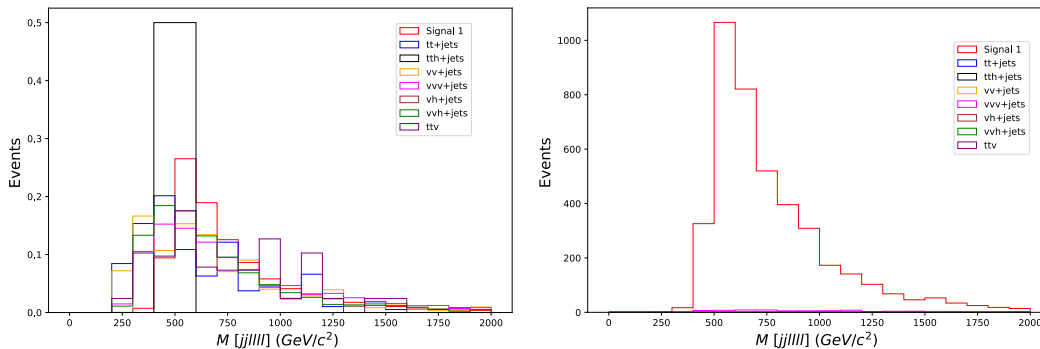 0,5
0,4
0,3
0,2
0,1
0,0
Events
0 250 500 750 1000 1250 1500 1750 2000
M [jjllll] (GeV/c²)
Signal 1
tt+jets
tth+jets
vv+jets
vvv+jets
vh+jets
vvh+jets
ttv
1000
800
600
400
200
0
Events
0 250 500 750 1000 1250 1500 1750 2000
M [jjllll] (GeV/c²)
Signal 1
tt+jets
tth+jets
vv+jets
vvv+jets
vh+jets
vvh+jets
ttv